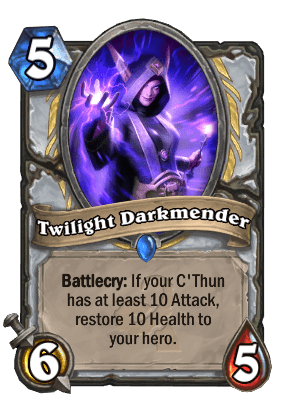 5
Twilight Darkmender
Battlecry: If your C'Thun
has at least 10 Attack,
restore 10 Health to
your hero.
6
5